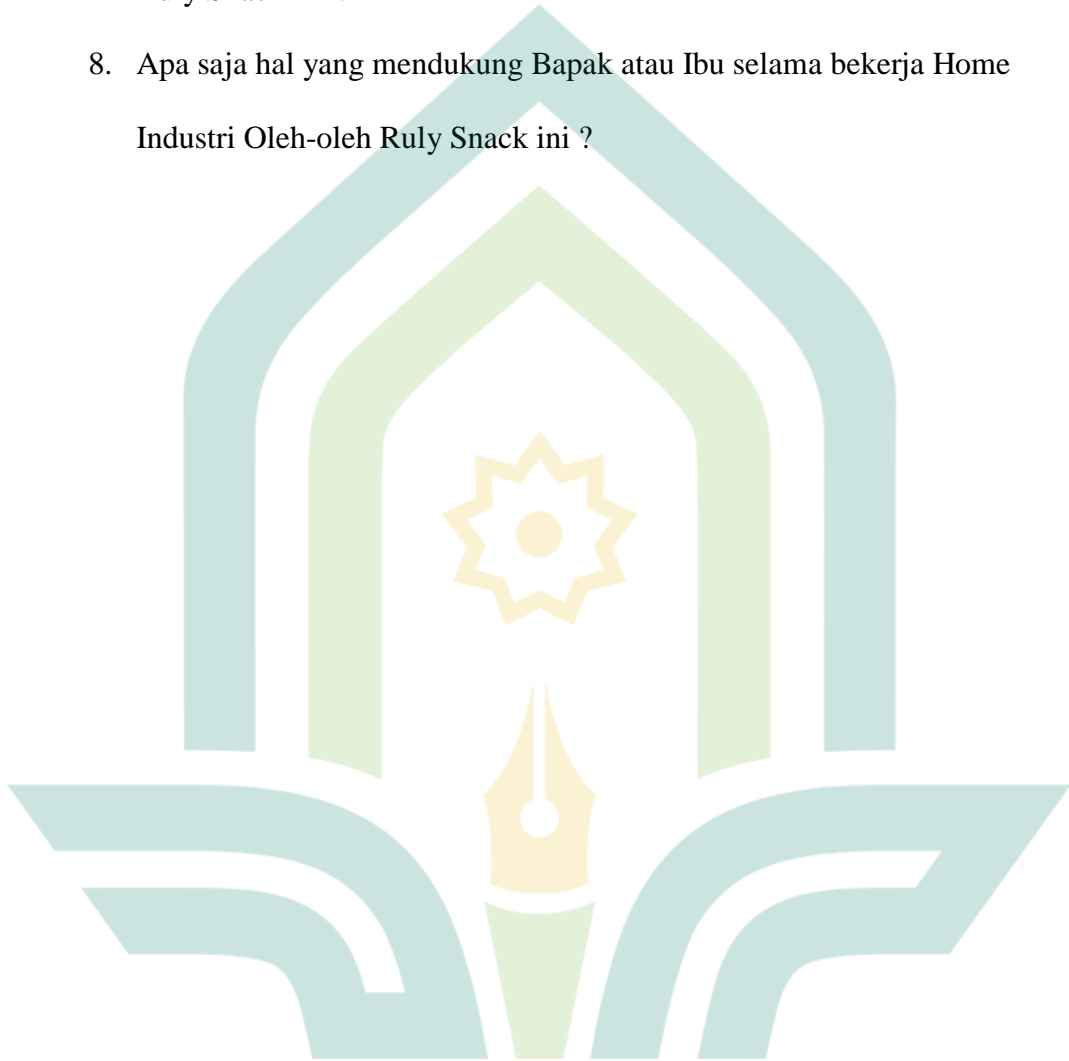 8. Apa saja hal yang mendukung Bapak atau Ibu selama bekerja Home
Industri Oleh-oleh Ruly Snack ini ?